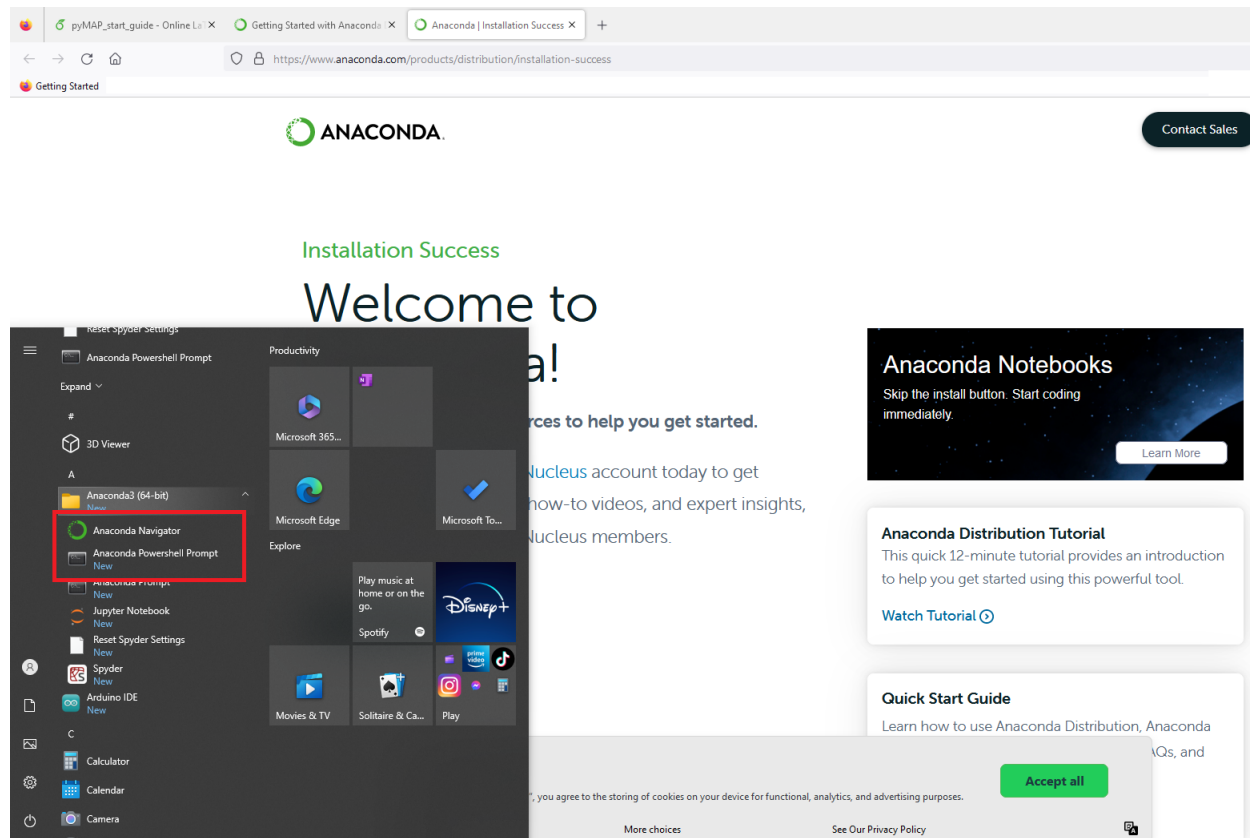 pyMAP_start_guide - Online La
Getting Started with Anaconda
Anaconda | Installation Success
https://www.anaconda.com/products/distribution/installation-success
Getting Started
ANACONDA.
Contact Sales
Installation Success
Welcome to
a!
rces to help you get started.
Nucleus account today to get
how-to videos, and expert insights,
Nucleus members.
Reset Spyder Settings
Anaconda Powershell Prompt
Expand
#
3D Viewer
A
Anaconda3 (64-bit)
New
Anaconda Navigator
Anaconda Powershell Prompt
New
Anaconda Prompt
New
Jupyter Notebook
New
Reset Spyder Settings
New
Spyder
New
Arduino IDE
New
C
Calculator
Calendar
Camera
Productivity
Microsoft 365...
Microsoft Edge
Microsoft To...
Explore
Play music at
home or on the
go.
Spotify
Disney+
prime
video
Movies & TV
Solitaire & Ca...
Play
Anaconda Notebooks
Skip the install button. Start coding
immediately.
Learn More
Anaconda Distribution Tutorial
This quick 12-minute tutorial provides an introduction
to help you get started using this powerful tool.
Watch Tutorial
Quick Start Guide
Learn how to use Anaconda Distribution, Anaconda
AQs, and
Accept all
", you agree to the storing of cookies on your device for functional, analytics, and advertising purposes.
More choices
See Our Privacy Policy